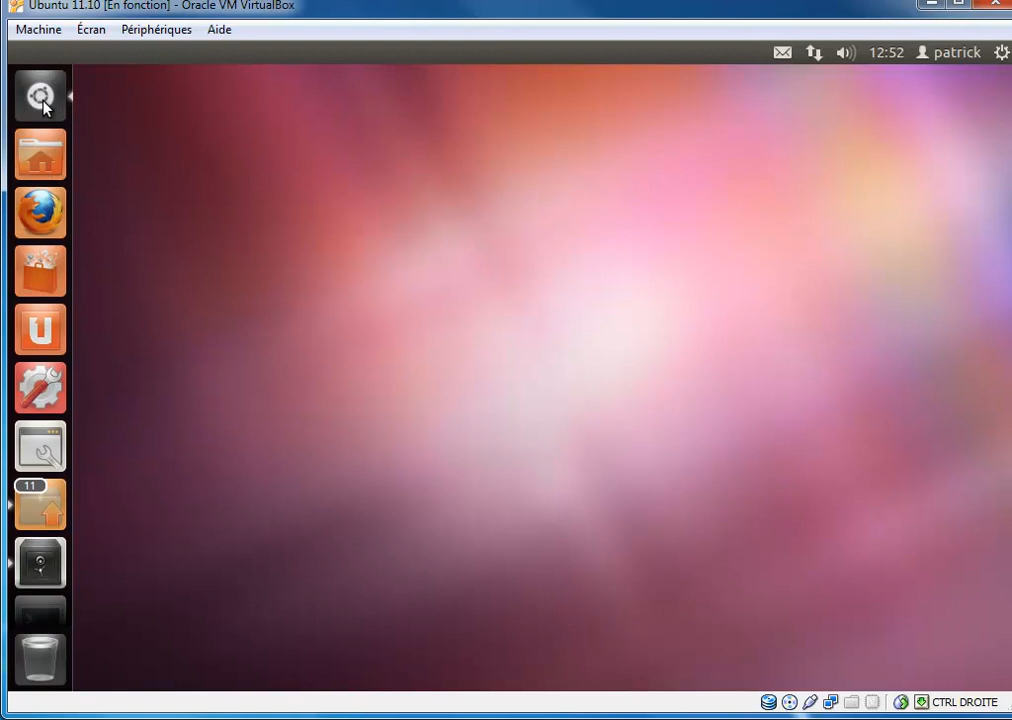 Ubuntu 11.10 [En fonction] - Oracle VM VirtualBox
Machine Écran Périphériques Aide
12:52 patrick
U
11
CTRL DROITE